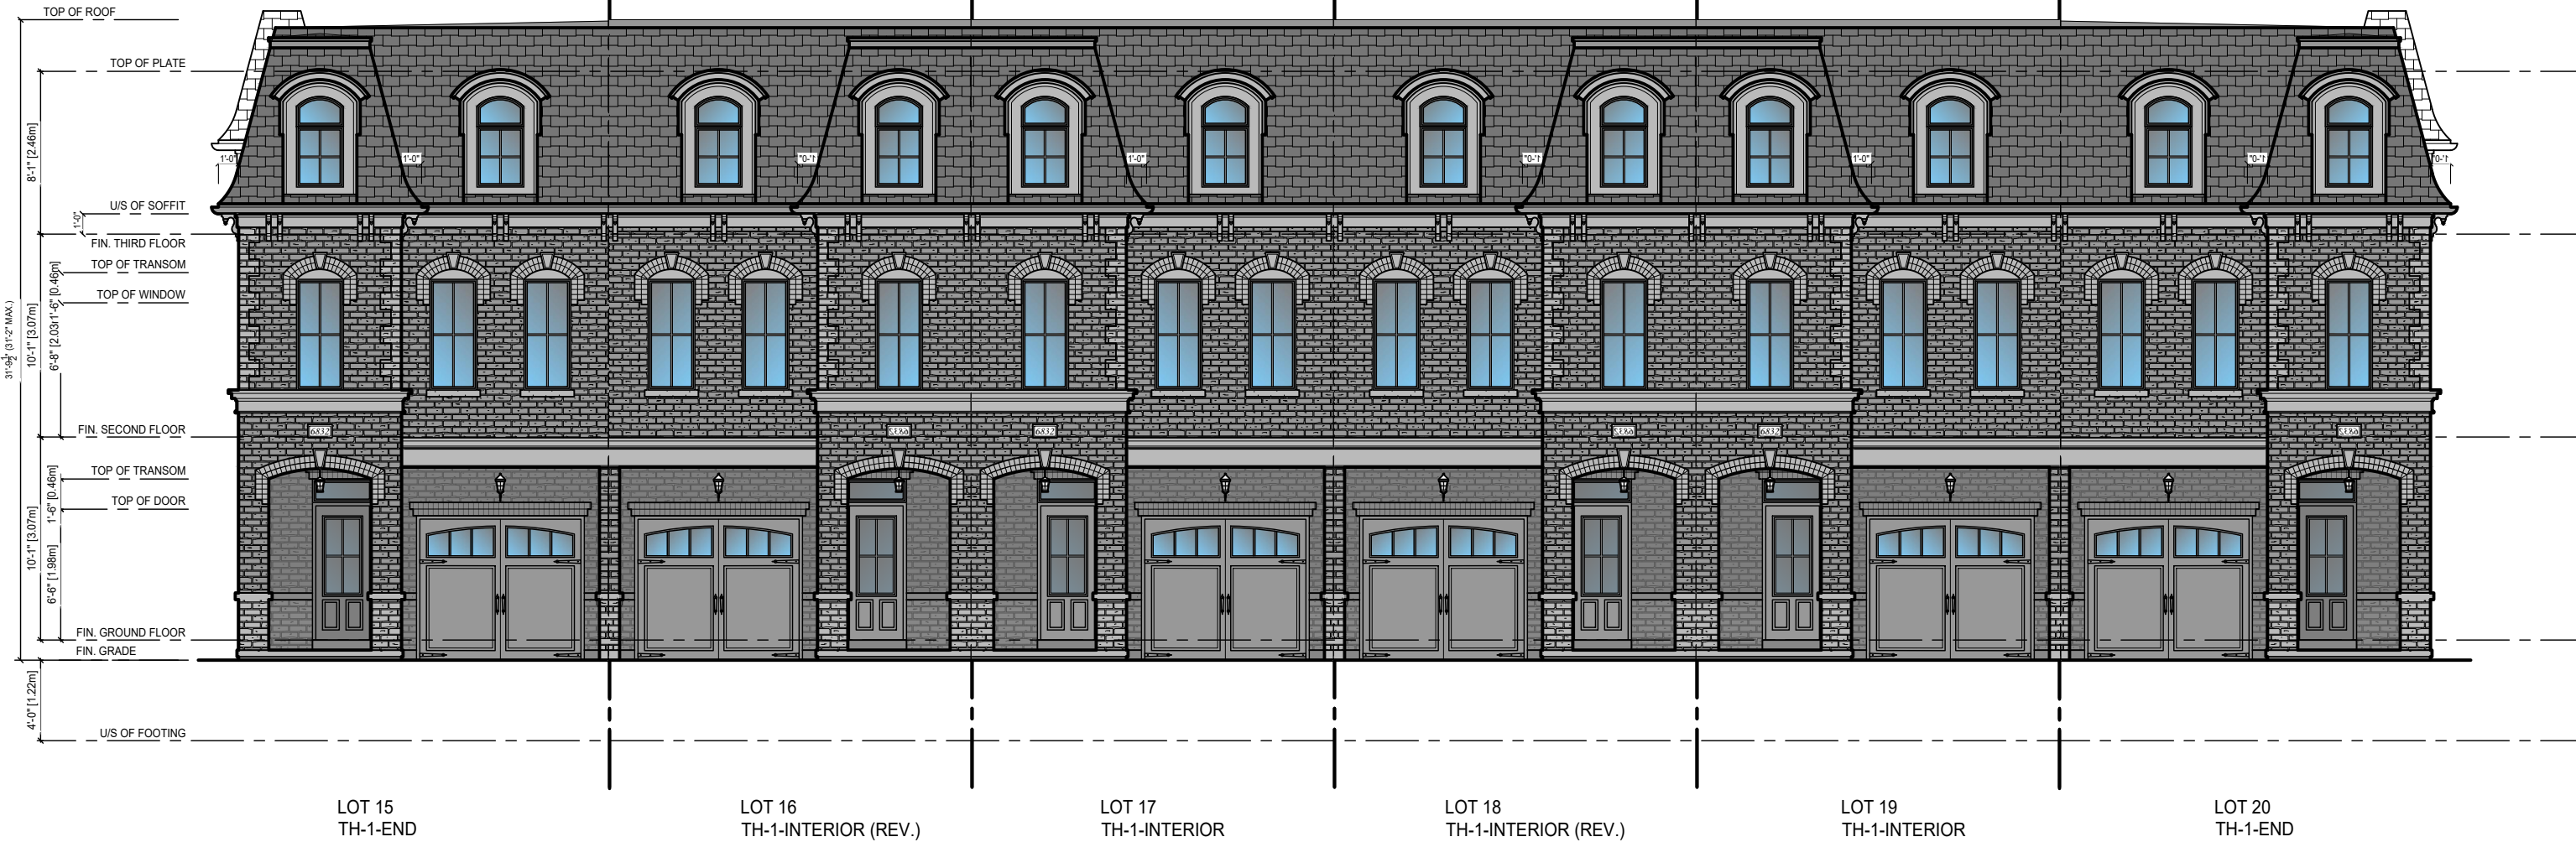 TOP OF ROOF
TOP OF PLATE
8'-1" [2.46m]
1'-0"
1'-0"
1'-0"
1'-0"
1'-0"
1'-0"
1'-0"
1'-0"
U/S OF SOFFIT
1'-0"
FIN. THIRD FLOOR
TOP OF TRANSOM
1'-6" [0.46m]
TOP OF WINDOW
31'-9½" (31'-2" MAX.)
10'-1" [3.07m]
6'-8" [2.03
FIN. SECOND FLOOR
6832
6832
6832
6832
6832
6832
TOP OF TRANSOM
1'-6" [0.46m]
TOP OF DOOR
10'-1" [3.07m]
6'-6" [1.98m]
FIN. GROUND FLOOR
FIN. GRADE
4'-0" [1.22m]
U/S OF FOOTING
LOT 15
TH-1-END
LOT 16
TH-1-INTERIOR (REV.)
LOT 17
TH-1-INTERIOR
LOT 18
TH-1-INTERIOR (REV.)
LOT 19
TH-1-INTERIOR
LOT 20
TH-1-END